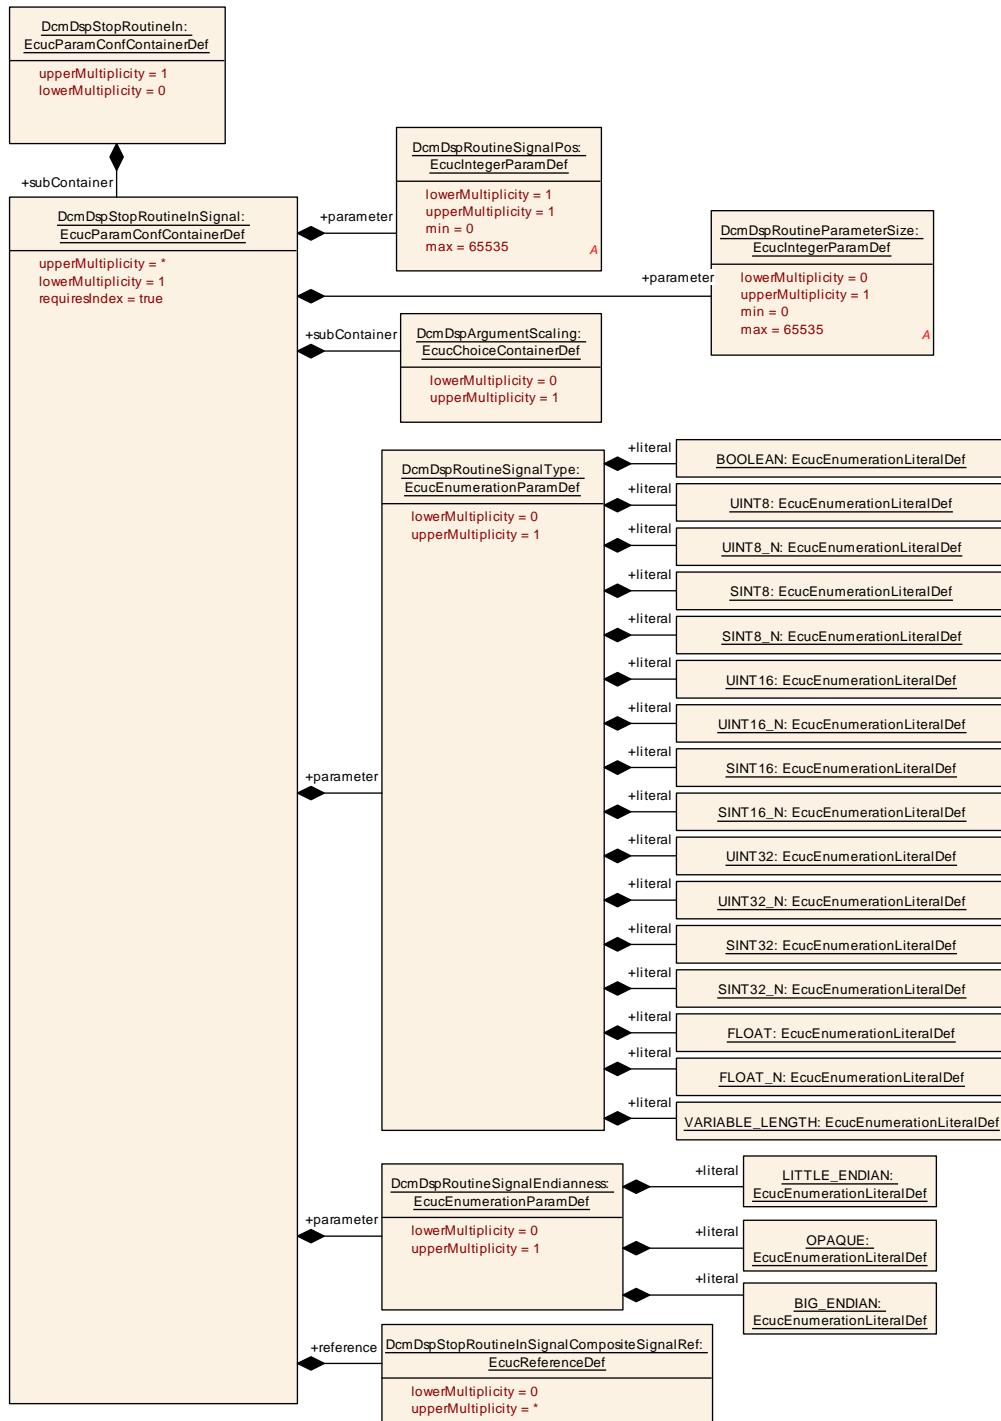 DcmDspStopRoutineIn:
EcucParamConfContainerDef
upperMultiplicity = 1
lowerMultiplicity = 0
+subContainer
DcmDspStopRoutineInSignal:
EcucParamConfContainerDef
upperMultiplicity = *
lowerMultiplicity = 1
requiresIndex = true
+parameter
DcmDspRoutineSignalPos:
EcucIntegerParamDef
lowerMultiplicity = 1
upperMultiplicity = 1
min = 0
max = 65535
A
+parameter
DcmDspRoutineParameterSize:
EcucIntegerParamDef
lowerMultiplicity = 0
upperMultiplicity = 1
min = 0
max = 65535
A
+subContainer
DcmDspArgumentScaling:
EcucChoiceContainerDef
lowerMultiplicity = 0
upperMultiplicity = 1
+parameter
DcmDspRoutineSignalType:
EcucEnumerationParamDef
lowerMultiplicity = 0
upperMultiplicity = 1
+literal
BOOLEAN: EcucEnumerationLiteralDef
+literal
UINT8: EcucEnumerationLiteralDef
+literal
UINT8_N: EcucEnumerationLiteralDef
+literal
SINT8: EcucEnumerationLiteralDef
+literal
SINT8_N: EcucEnumerationLiteralDef
+literal
UINT16: EcucEnumerationLiteralDef
+literal
UINT16_N: EcucEnumerationLiteralDef
+literal
SINT16: EcucEnumerationLiteralDef
+literal
SINT16_N: EcucEnumerationLiteralDef
+literal
UINT32: EcucEnumerationLiteralDef
+literal
UINT32_N: EcucEnumerationLiteralDef
+literal
SINT32: EcucEnumerationLiteralDef
+literal
SINT32_N: EcucEnumerationLiteralDef
+literal
FLOAT: EcucEnumerationLiteralDef
+literal
FLOAT_N: EcucEnumerationLiteralDef
+literal
VARIABLE_LENGTH: EcucEnumerationLiteralDef
+parameter
DcmDspRoutineSignalEndianness:
EcucEnumerationParamDef
lowerMultiplicity = 0
upperMultiplicity = 1
+literal
LITTLE_ENDIAN:
EcucEnumerationLiteralDef
+literal
OPAQUE:
EcucEnumerationLiteralDef
+literal
BIG_ENDIAN:
EcucEnumerationLiteralDef
+reference
DcmDspStopRoutineInSignalCompositeSignalRef:
EcucReferenceDef
lowerMultiplicity = 0
upperMultiplicity = *